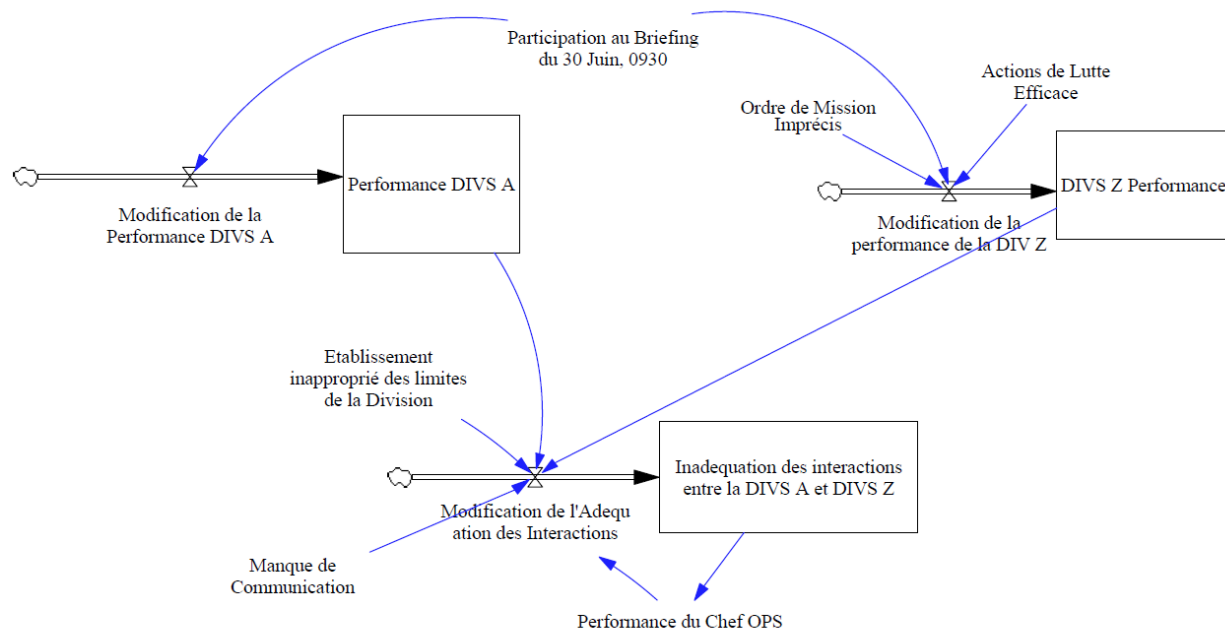 Participation au Briefing
du 30 Juin, 0930
Actions de Lutte
Efficace
Ordre de Mission
Imprécis
Performance DIVS A
DIVS Z Performance
Modification de la
Performance DIVS A
Modification de la
performance de la DIV Z
Etablissement
inapproprié des limites
de la Division
Inadequation des interactions
entre la DIVS A et DIVS Z
Modification de l'Adequ
ation des Interactions
Manque de
Communication
Performance du Chef OPS